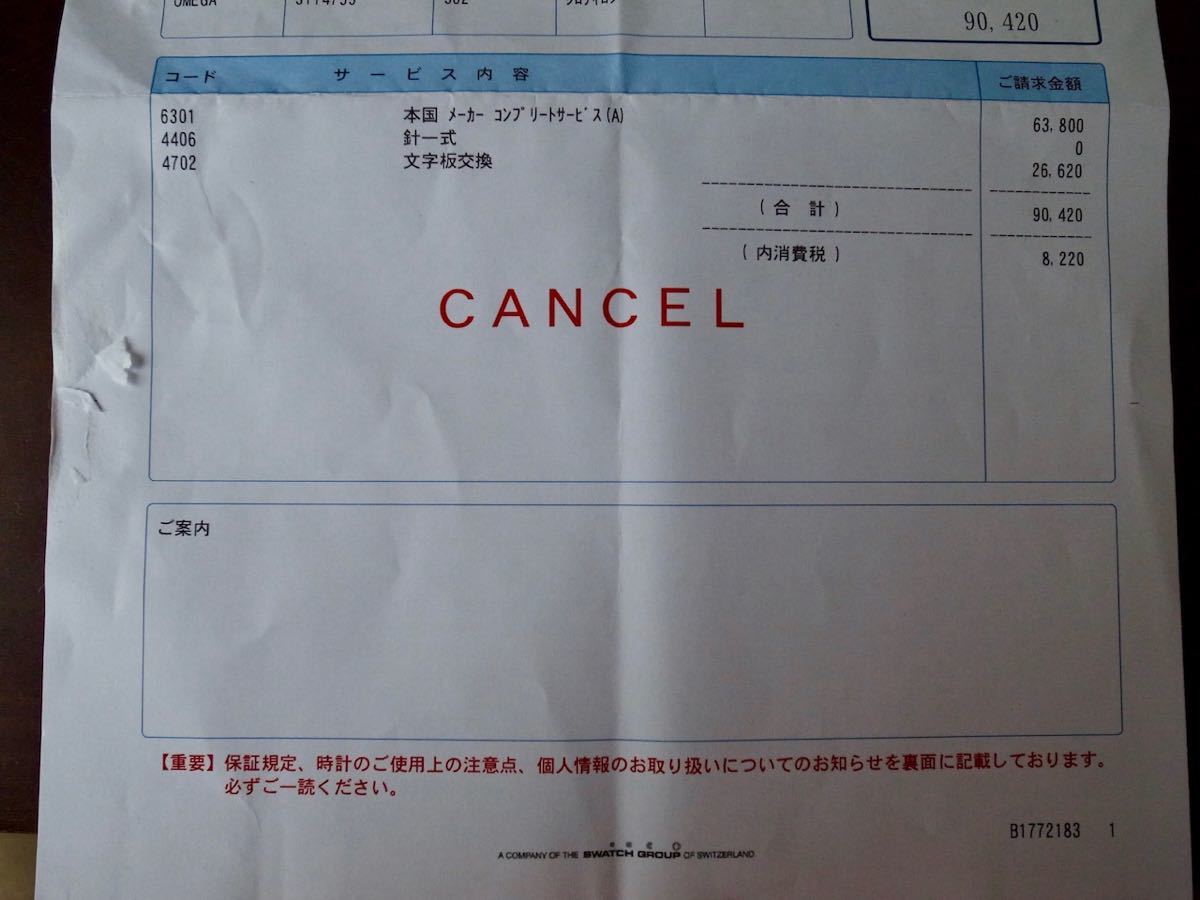 OMEGA
90,420
コード サービス内容 ご請求金額
6301 本国 メーカー コンプリートサービス(A) 63,800
4406 針一式 0
4702 文字板交換 26,620
(合 計) 90,420
(内消費税) 8,220
CANCEL
ご案内
【重要】保証規定、時計のご使用上の注意点、個人情報のお取り扱いについてのお知らせを裏面に記載しております。
必ずご一読ください。
B1772183 1
A COMPANY OF THE SWATCH GROUP OF SWITZERLAND